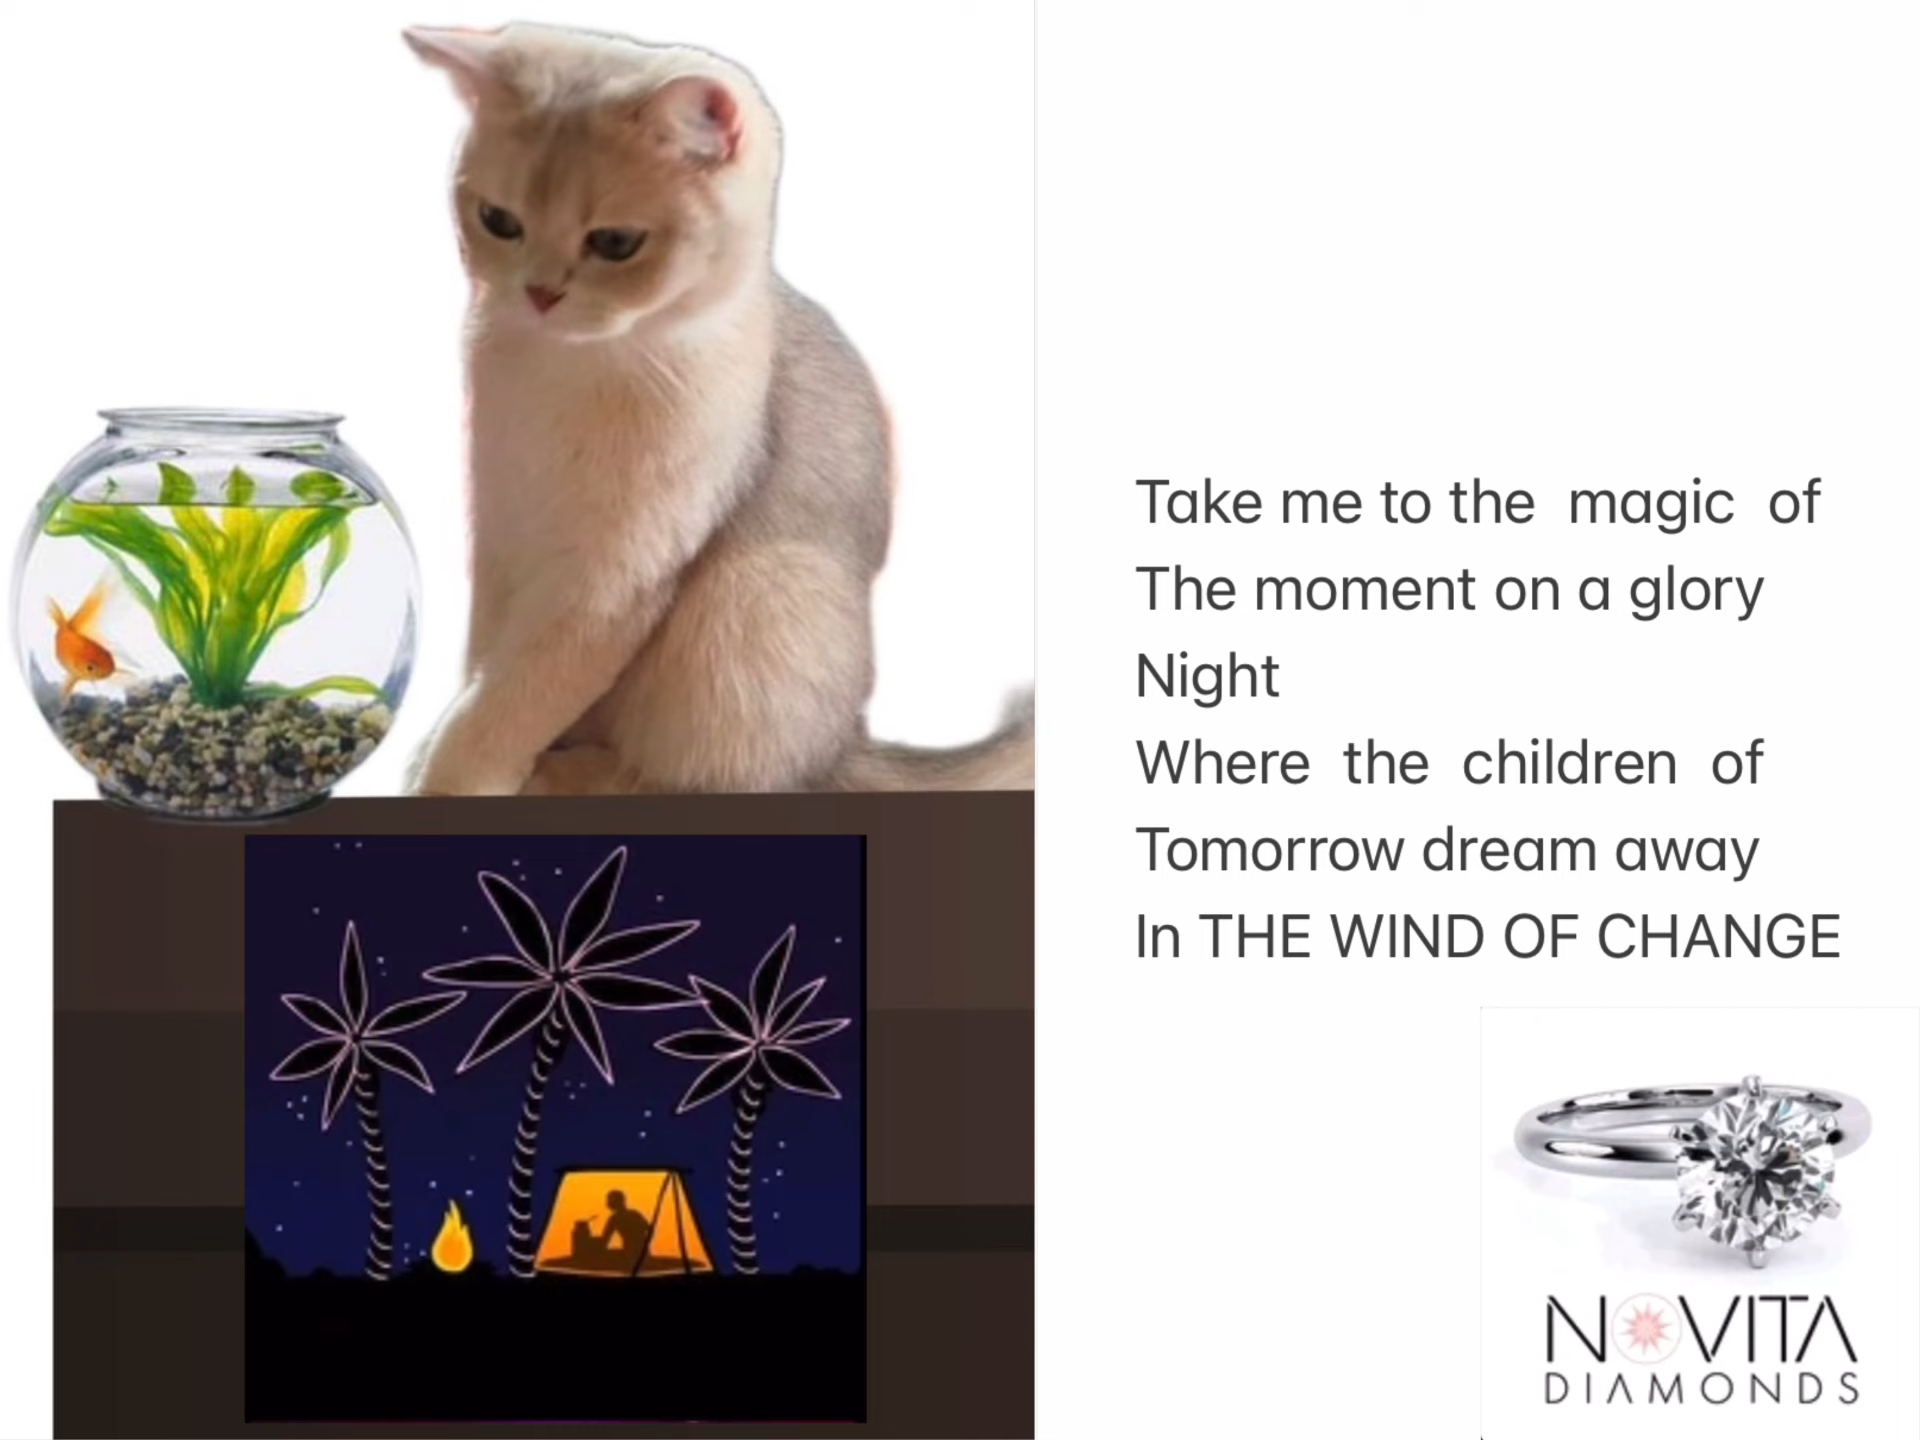 Take me to the magic of
The moment on a glory
Night
Where the children of
Tomorrow dream away
In THE WIND OF CHANGE
NOVITA
DIAMONDS